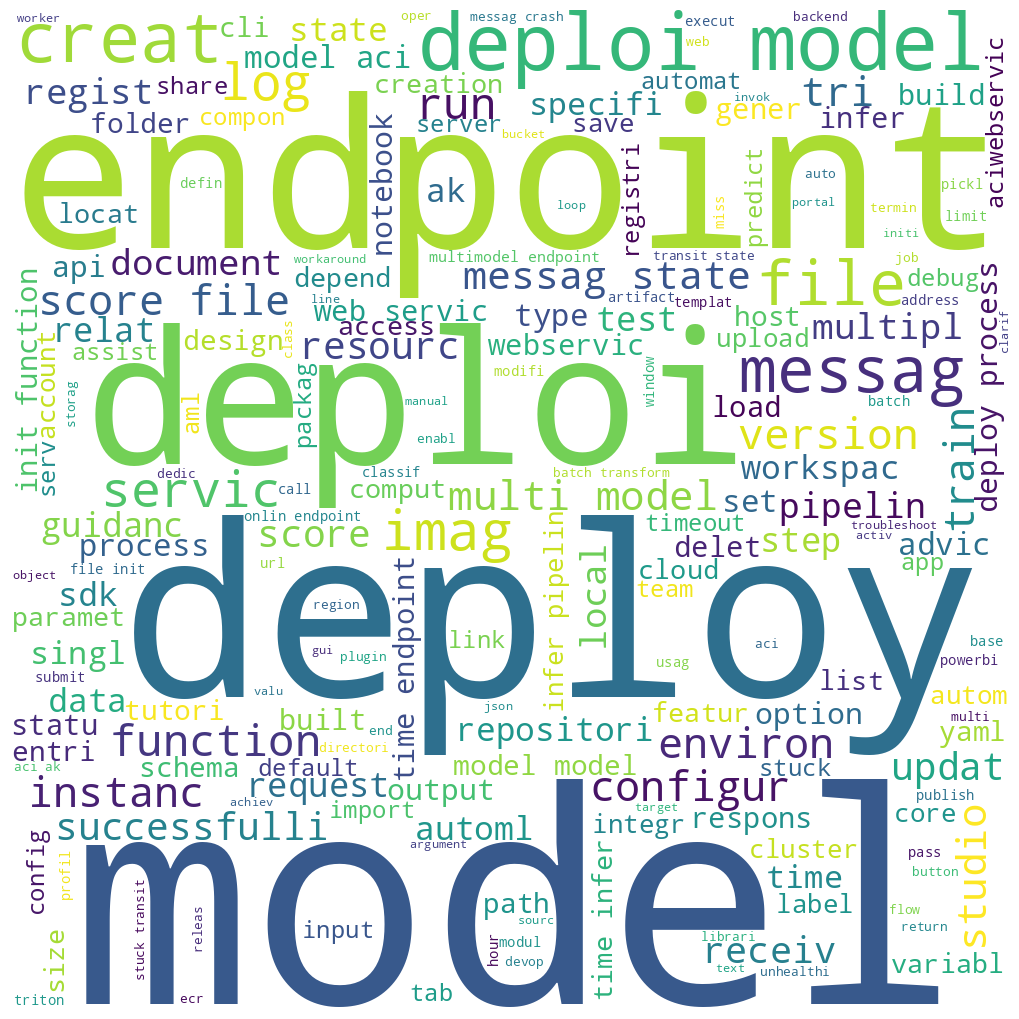 worker
oper
messag crash
execut
backend
creat
cli
state
deploi model
web
model aci
regist
share
log
creation
automat
invok
tri
build
folder
compon
run
server
specifi
save
bucket
gener
infer
aciwebservic
endpoint
notebook
defin
ak
loop
registri
miss
predict
auto
portal
pickl
termin
limit
initi
locat
api
document
workaround
multimodel endpoint
transit state
job
depend
messag state
file
debug
score file
line
web servic
artifact
templat
address
relat
access
type
test
host
multipl
clarif
init function
account
assist
class
design
resourc
webservic
upload
deploy process
storag
deploi
packag
manual
modifi
window
messag
load
batch
aml
enabl
version
train
serv
dedic
classif
batch transform
workspac
servic
call
comput
multi model
set
pipelin
onlin endpoint
guidanc
score
imag
timeout
troubleshoot
activ
process
url
delet
step
advic
object
file init
cloud
app
sdk
deploy
region
time endpoint
infer pipelin
local
team
paramet
link
gui
plugin
aci
base
singl
usag
powerbi
submit
valu
list
data
json
autom
tutori
built
featur
option
multi
statu
end
repositori
yaml
function
directori
environ
entri
aci ak
schema
default
model model
stuck
updat
instanc
request
output
configur
achiev
import
target
publish
successfulli
automl
integr
respons
core
config
argument
studio
profil
cluster
pass
model
time
button
stuck transit
releas
input
path
label
flow
sourc
time infer
return
size
hour
modul
librari
receiv
devop
text
unhealthi
variabl
triton
ecr
tab